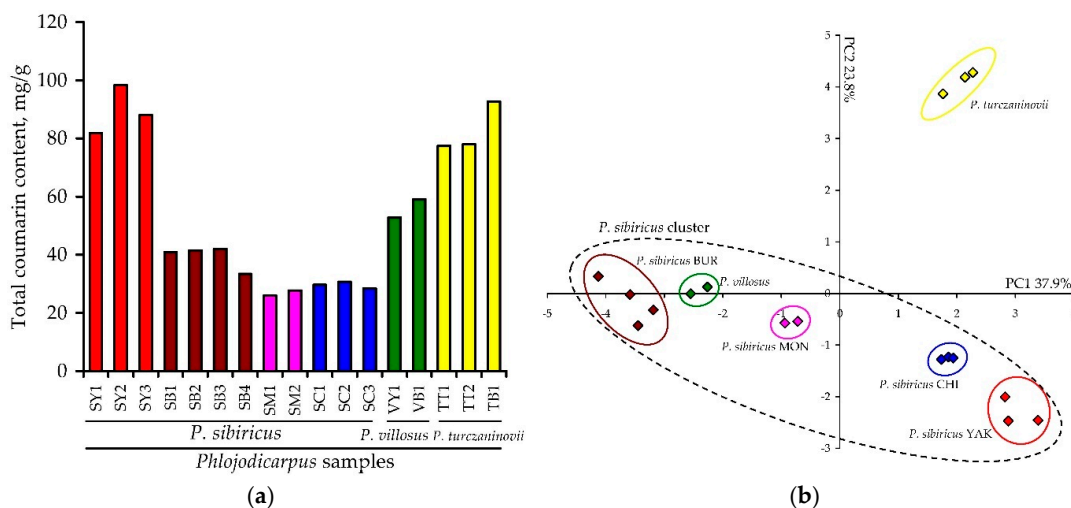 120
100
80
60
40
20
0
Total coumarin content, mg/g
SY1
SY2
SY3
SB1
SB2
SB3
SB4
SM1
SM2
SC1
SC2
SC3
VY1
VB1
TT1
TT2
TB1
P. sibiricus
P. villosus
P. turczaninovii
Phlojodicarpus samples
(a)
5
4
3
2
1
0
-1
-2
-3
PC2 23.8%
P. turczaninovii
P. sibiricus cluster
P. sibiricus BUR
P. villosus
PC1 37.9%
-5
-4
-3
-2
-1
0
1
2
3
P. sibiricus MON
P. sibiricus CHI
P. sibiricus YAK
(b)